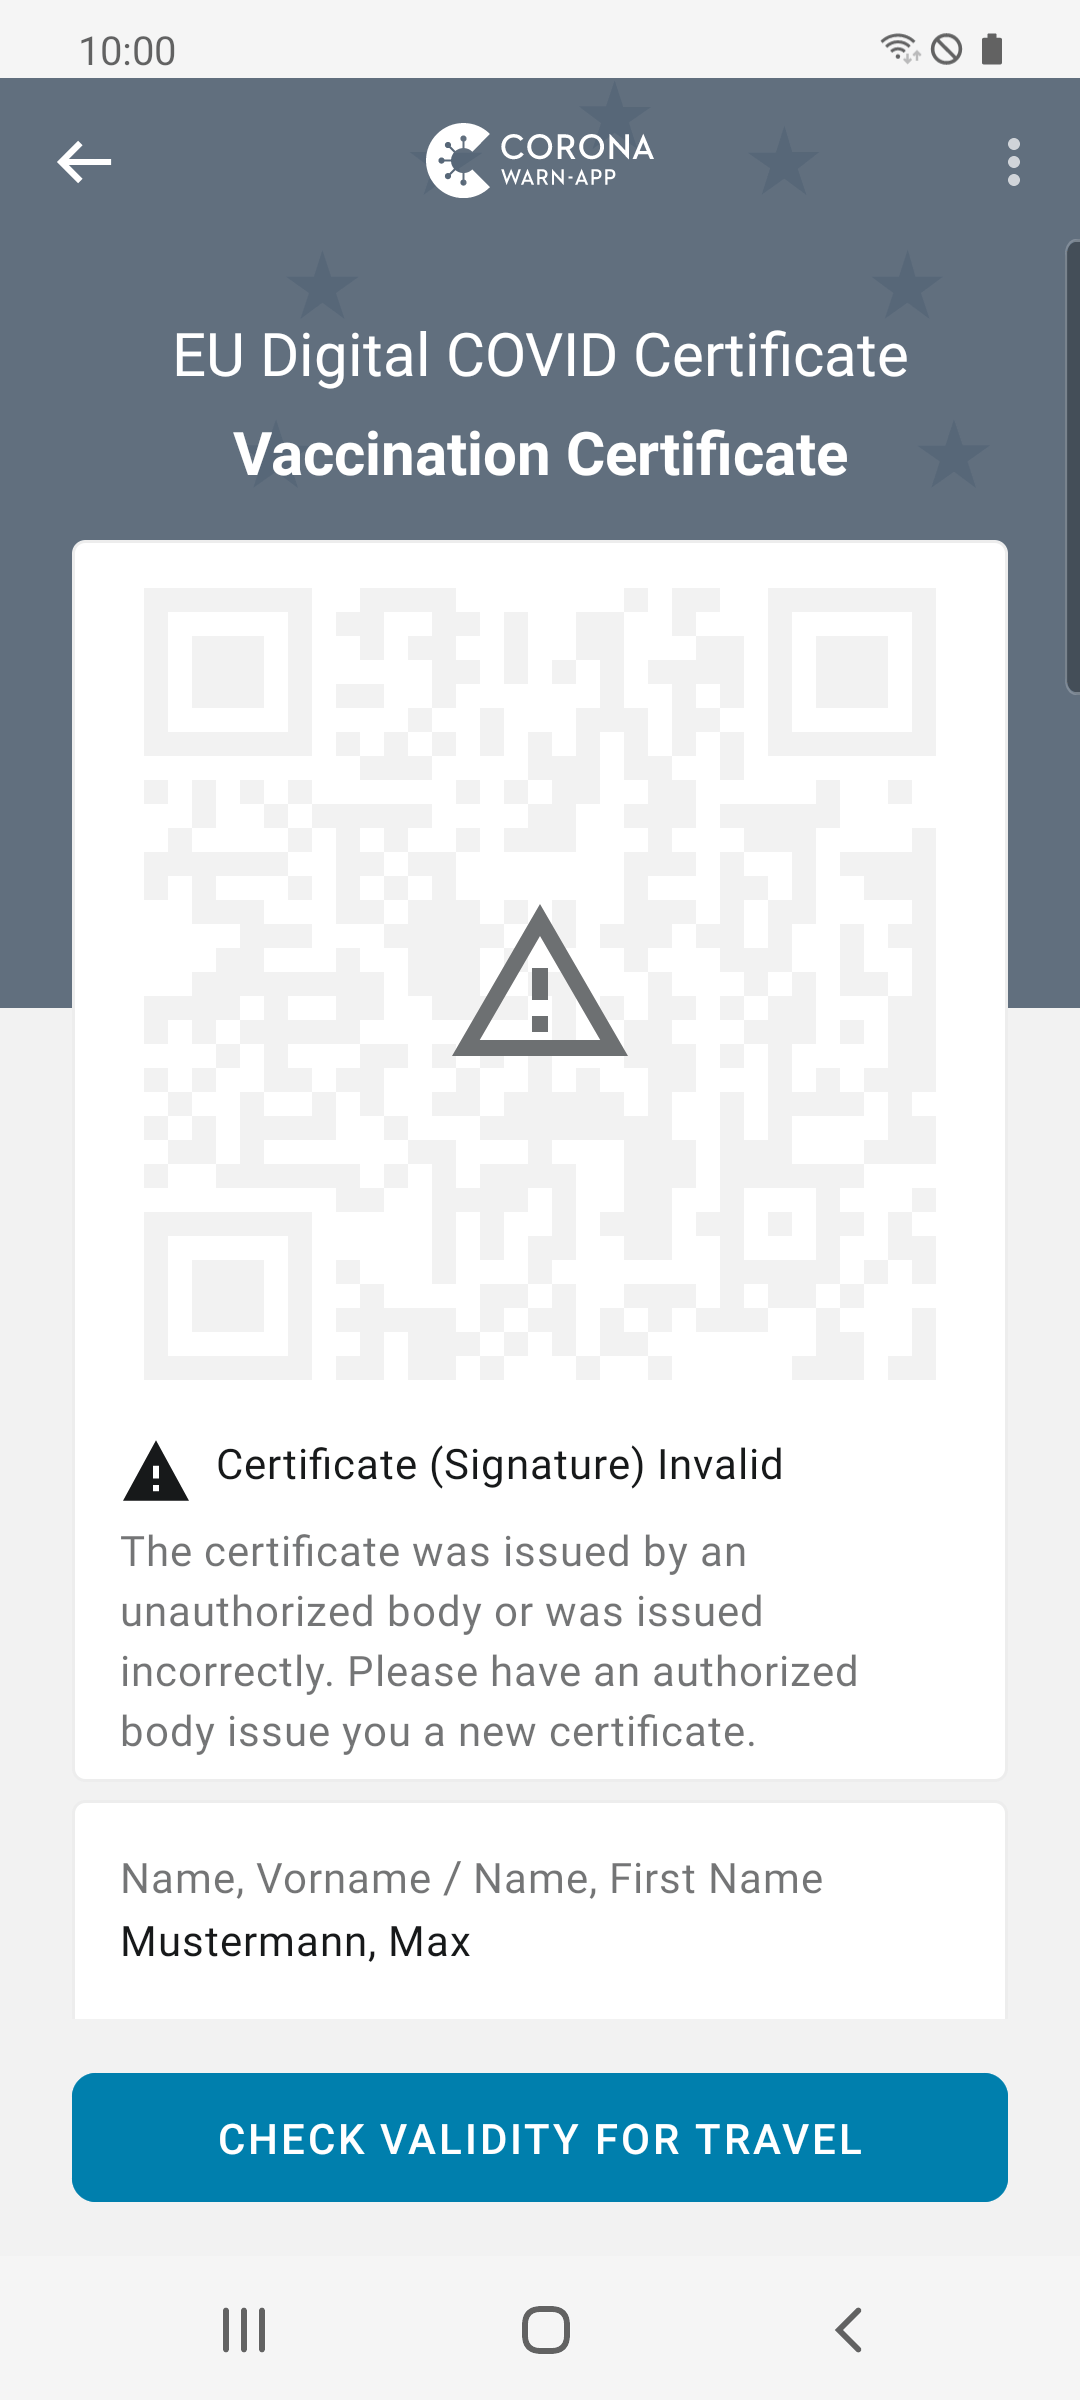 10:00
CORONA
WARN-APP
EU Digital COVID Certificate
Vaccination Certificate
Certificate (Signature) Invalid
The certificate was issued by an
unauthorized body or was issued
incorrectly. Please have an authorized
body issue you a new certificate.
Name, Vorname / Name, First Name
Mustermann, Max
CHECK VALIDITY FOR TRAVEL